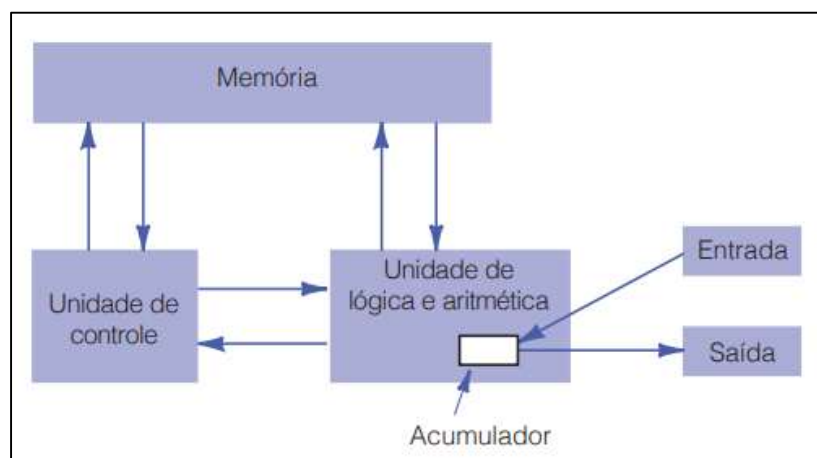 Memória
Unidade de
controle
Unidade de
lógica e aritmética
Entrada
Saída
Acumulador